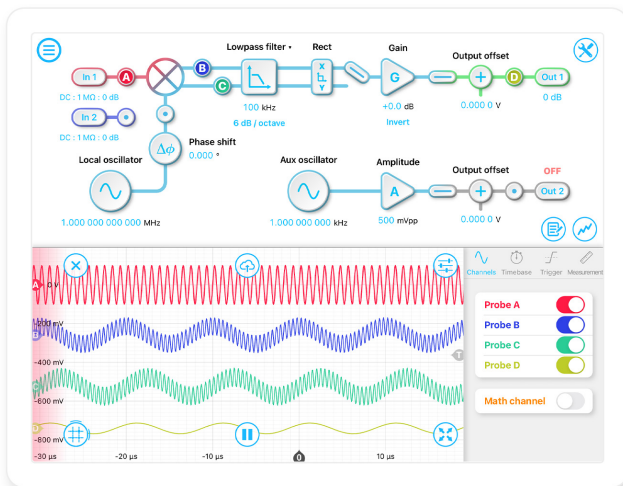 Lowpass filter ▾
Rect
Gain
Output offset
In 1
A
B
C
X
Y
G
D
Out 1
DC : 1 MΩ : 0 dB
100 kHz
+0.0 dB
0.000 0 V
0 dB
6 dB / octave
Invert
In 2
DC : 1 MΩ : 0 dB
Phase shift
Δϕ
0.000 °
Local oscillator
Aux oscillator
Amplitude
Output offset
OFF
A
Out 2
1.000 000 000 000 MHz
1.000 000 000 000 kHz
500 mVpp
0.000 0 V
Channels
Timebase
Trigger
Measurement
A
0 V
-200 mV
B
T
-400 mV
C
-600 mV
D
-800 mV
-30 µs
-20 µs
-10 µs
0
10 µs
Probe A
Probe B
Probe C
Probe D
Math channel